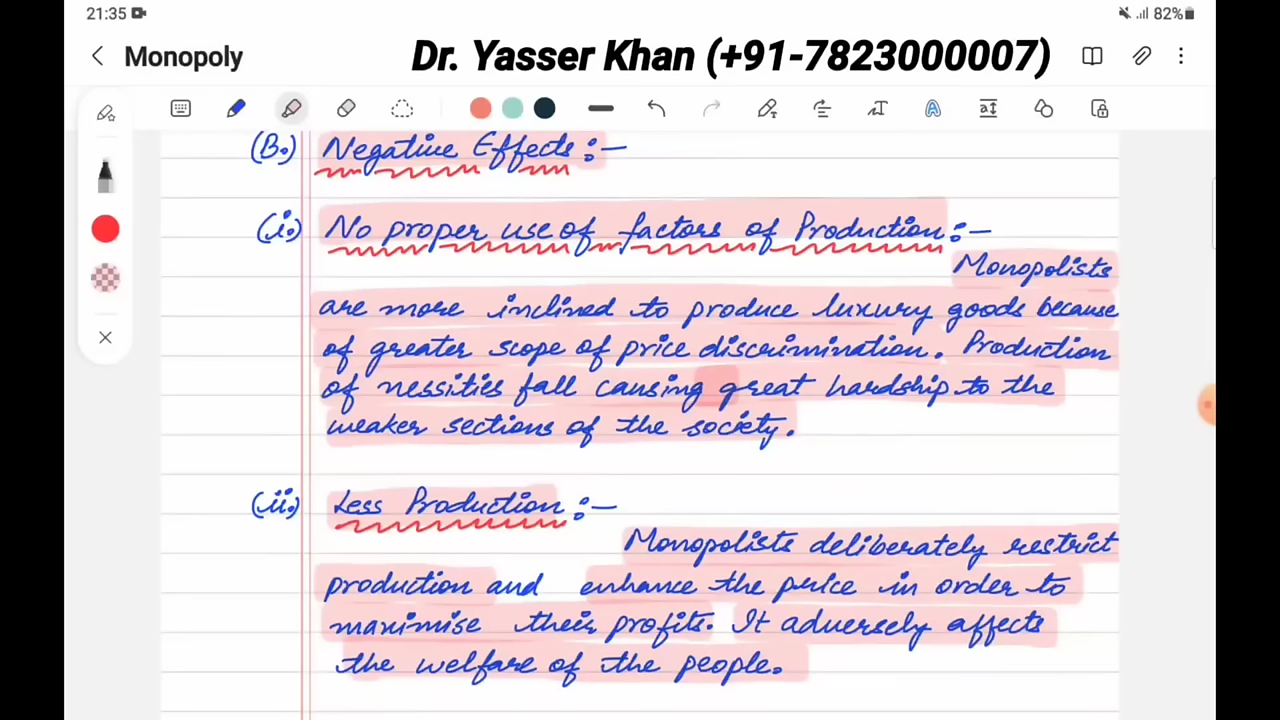 21:35
82%
Monopoly
Dr. Yasser Khan (+91-7823000007)
(B.) Negative Effects :-
(i.) No proper use of factors of Production :-
Monopolists
are more inclined to produce luxury goods because
of greater scope of price discrimination. Production
of nessities fall causing great hardship to the
weaker sections of the society.
(ii.) Less Production :-
Monopolists deliberately restrict
production and enhance the price in order to
maximise their profits. It adversely affects
the welfare of the people.